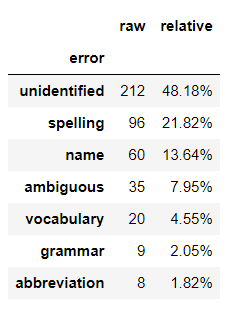 raw relative
error
unidentified 212 48.18%
spelling 96 21.82%
name 60 13.64%
ambiguous 35 7.95%
vocabulary 20 4.55%
grammar 9 2.05%
abbreviation 8 1.82%